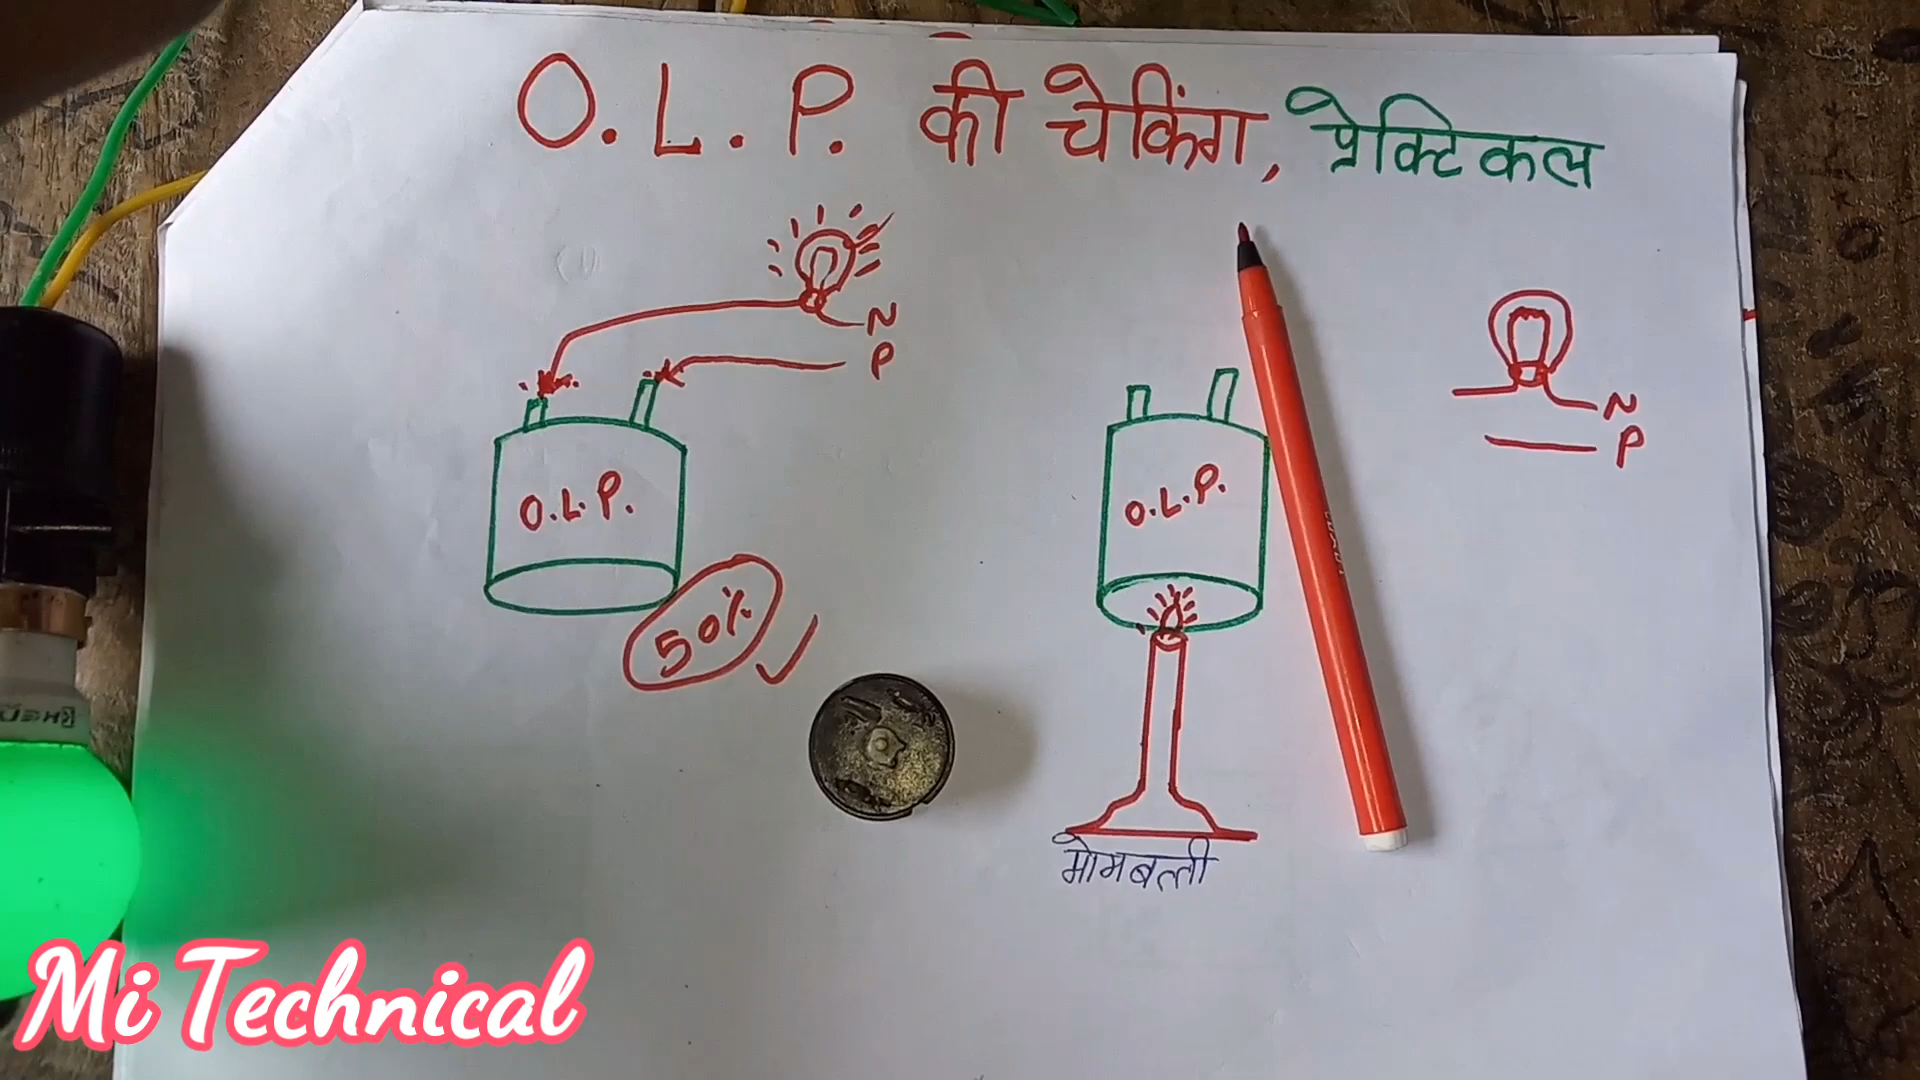 O.L.P. की चेकिंग, प्रेक्टिकल
N
P
O.L.P.
50%
O.L.P.
मोमबत्ती
N
P
Mi Technical